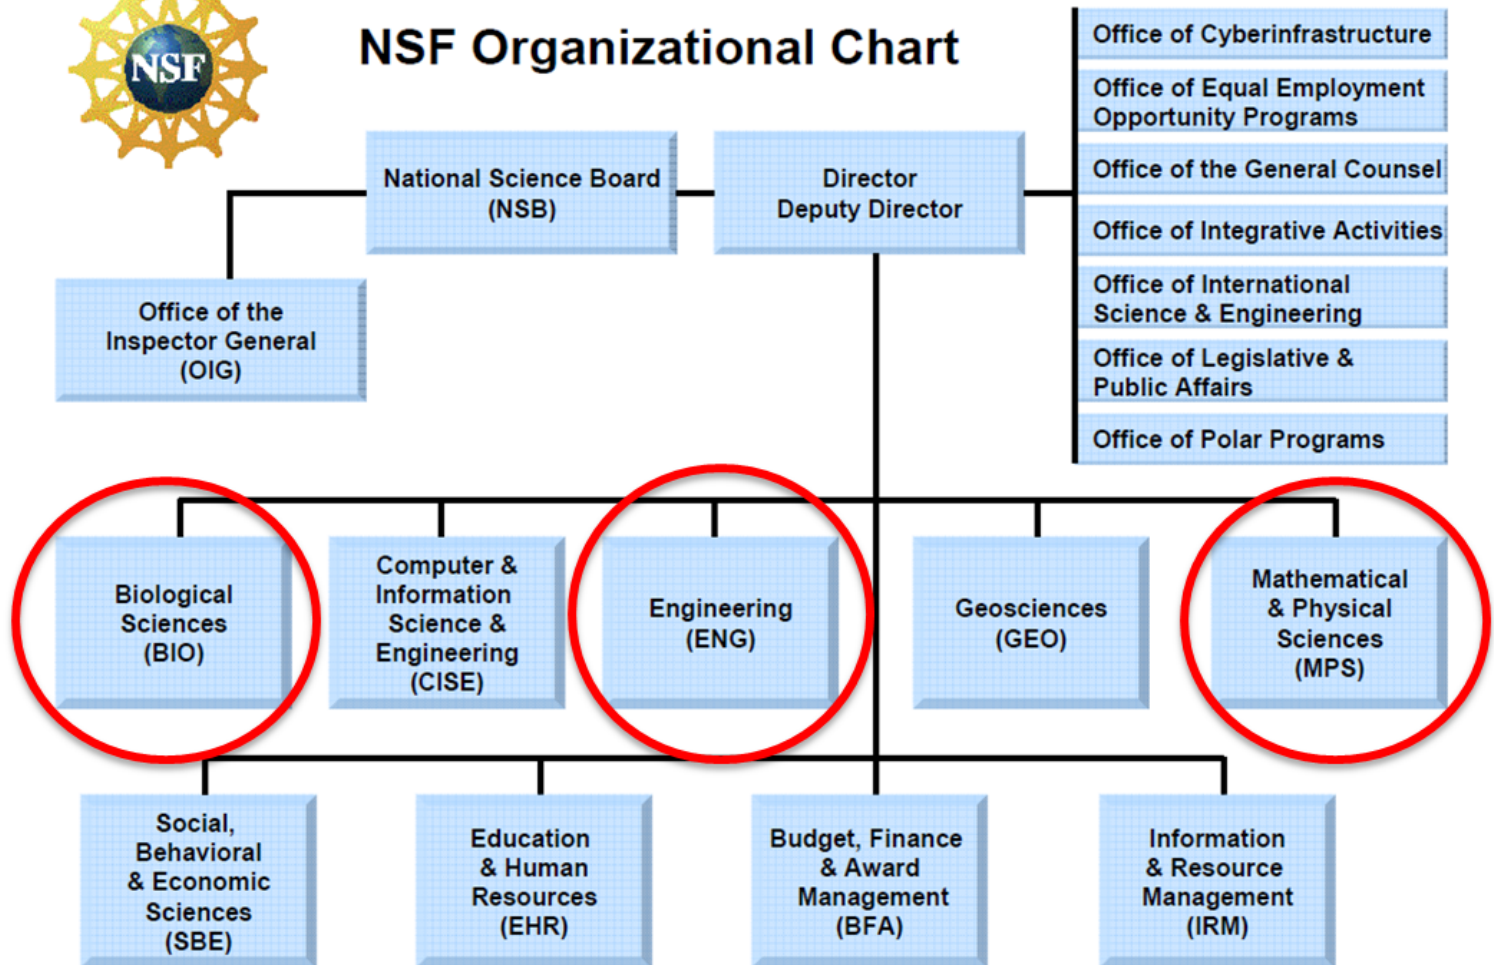 NSF
NSF Organizational Chart
Office of Cyberinfrastructure
Office of Equal Employment
Opportunity Programs
Office of the General Counsel
Office of Integrative Activities
Office of International
Science & Engineering
Office of Legislative &
Public Affairs
Office of Polar Programs
National Science Board
(NSB)
Director
Deputy Director
Office of the
Inspector General
(OIG)
Biological
Sciences
(BIO)
Computer &
Information
Science &
Engineering
(CISE)
Engineering
(ENG)
Geosciences
(GEO)
Mathematical
& Physical
Sciences
(MPS)
Social,
Behavioral
& Economic
Sciences
(SBE)
Education
& Human
Resources
(EHR)
Budget, Finance
& Award
Management
(BFA)
Information
& Resource
Management
(IRM)